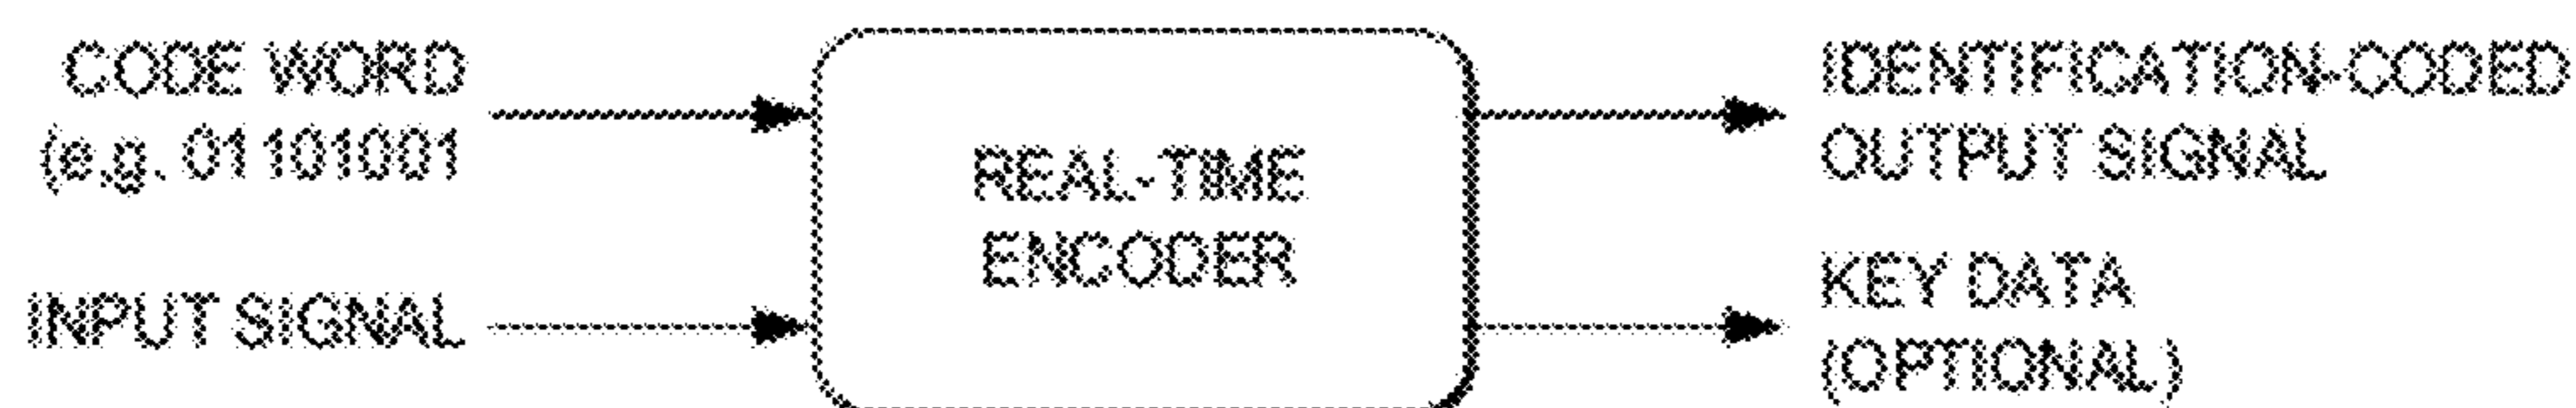 CODE WORD
(e.g. 01101001
INPUT SIGNAL
REAL-TIME
ENCODER
IDENTIFICATION-CODED
OUTPUT SIGNAL
KEY DATA
(OPTIONAL)